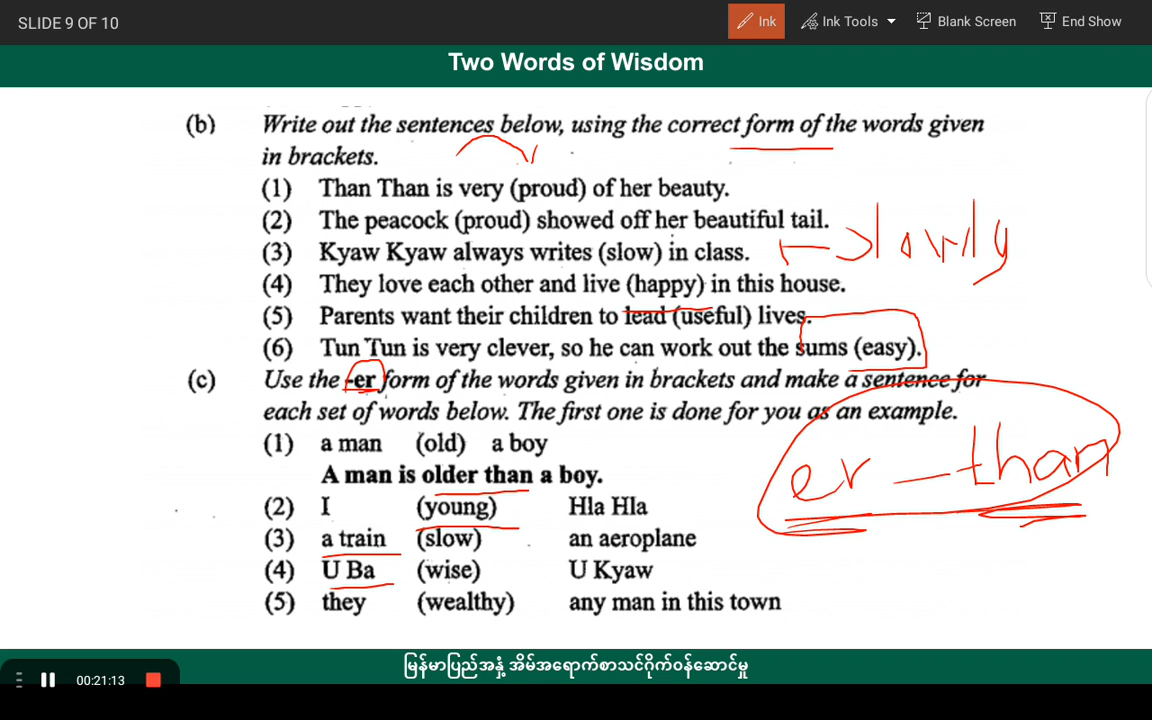 SLIDE 9 OF 10
Ink
Ink Tools
Blank Screen
End Show
Two Words of Wisdom
(b) Write out the sentences below, using the correct form of the words given
in brackets.
(1) Than Than is very (proud) of her beauty.
(2) The peacock (proud) showed off her beautiful tail.
(3) Kyaw Kyaw always writes (slow) in class.
slowly
(4) They love each other and live (happy) in this house.
(5) Parents want their children to lead (useful) lives.
(6) Tun Tun is very clever, so he can work out the sums (easy).
(c) Use the -er form of the words given in brackets and make a sentence for
each set of words below. The first one is done for you as an example.
(1) a man (old) a boy
A man is older than a boy.
er – than
(2) I (young) Hla Hla
(3) a train (slow) an aeroplane
(4) U Ba (wise) U Kyaw
(5) they (wealthy) any man in this town
မြန်မာပြည်အနှံ့ အိမ်အရောက်စာသင်ဝိုက်ဝန်ဆောင်မှု
00:21:13